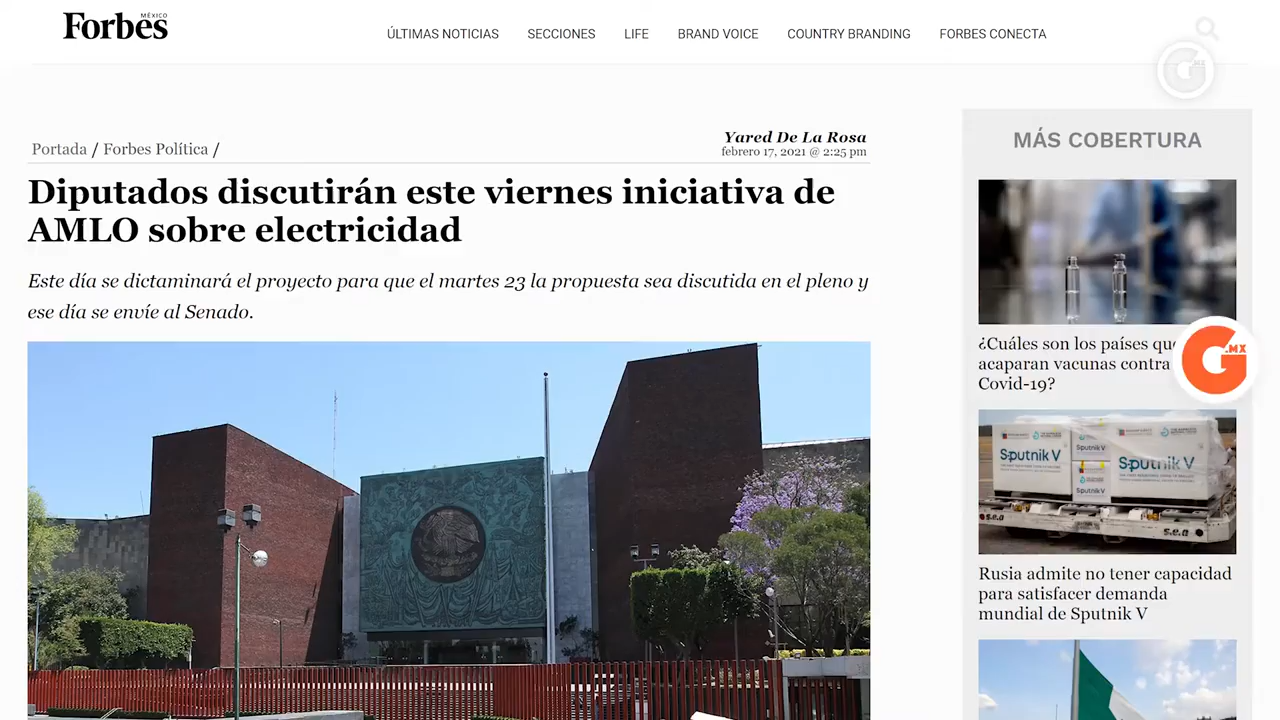 Forbes
MÉXICO
ÚLTIMAS NOTICIAS
SECCIONES
LIFE
BRAND VOICE
COUNTRY BRANDING
FORBES CONECTA
G.MX
Portada / Forbes Política /
Yared De La Rosa
febrero 17, 2021 @ 2:25 pm
Diputados discutirán este viernes iniciativa de
AMLO sobre electricidad
Este día se dictaminará el proyecto para que el martes 23 la propuesta sea discutida en el pleno y
ese día se envíe al Senado.
MÁS COBERTURA
¿Cuáles son los países que
acaparan vacunas contra
Covid-19?
G.MX
Sputnik V
Sputnik V
Sputnik V
Sputnik V
s.e.a
s.e.a
Rusia admite no tener capacidad
para satisfacer demanda
mundial de Sputnik V